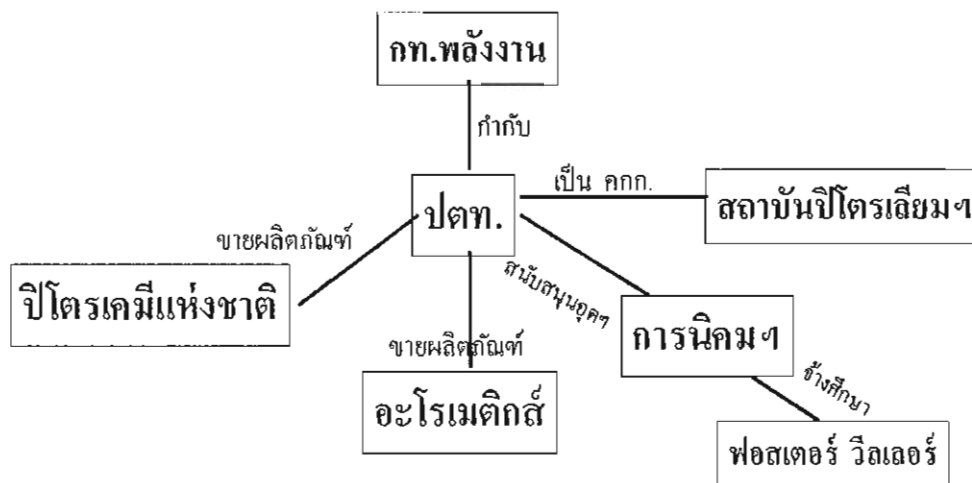 กท.พลังงาน
กำกับ
เป็น คกก.
ปตท.
สถาบันปิโตรเลียมฯ
ขายผลิตภัณฑ์
สนับสนุนอุตฯ
ปิโตรเคมีแห่งชาติ
การนิคมฯ
ขายผลิตภัณฑ์
จ้างศึกษา
อะโรเมติกส์
ฟอสเตอร์ วีลเลอร์